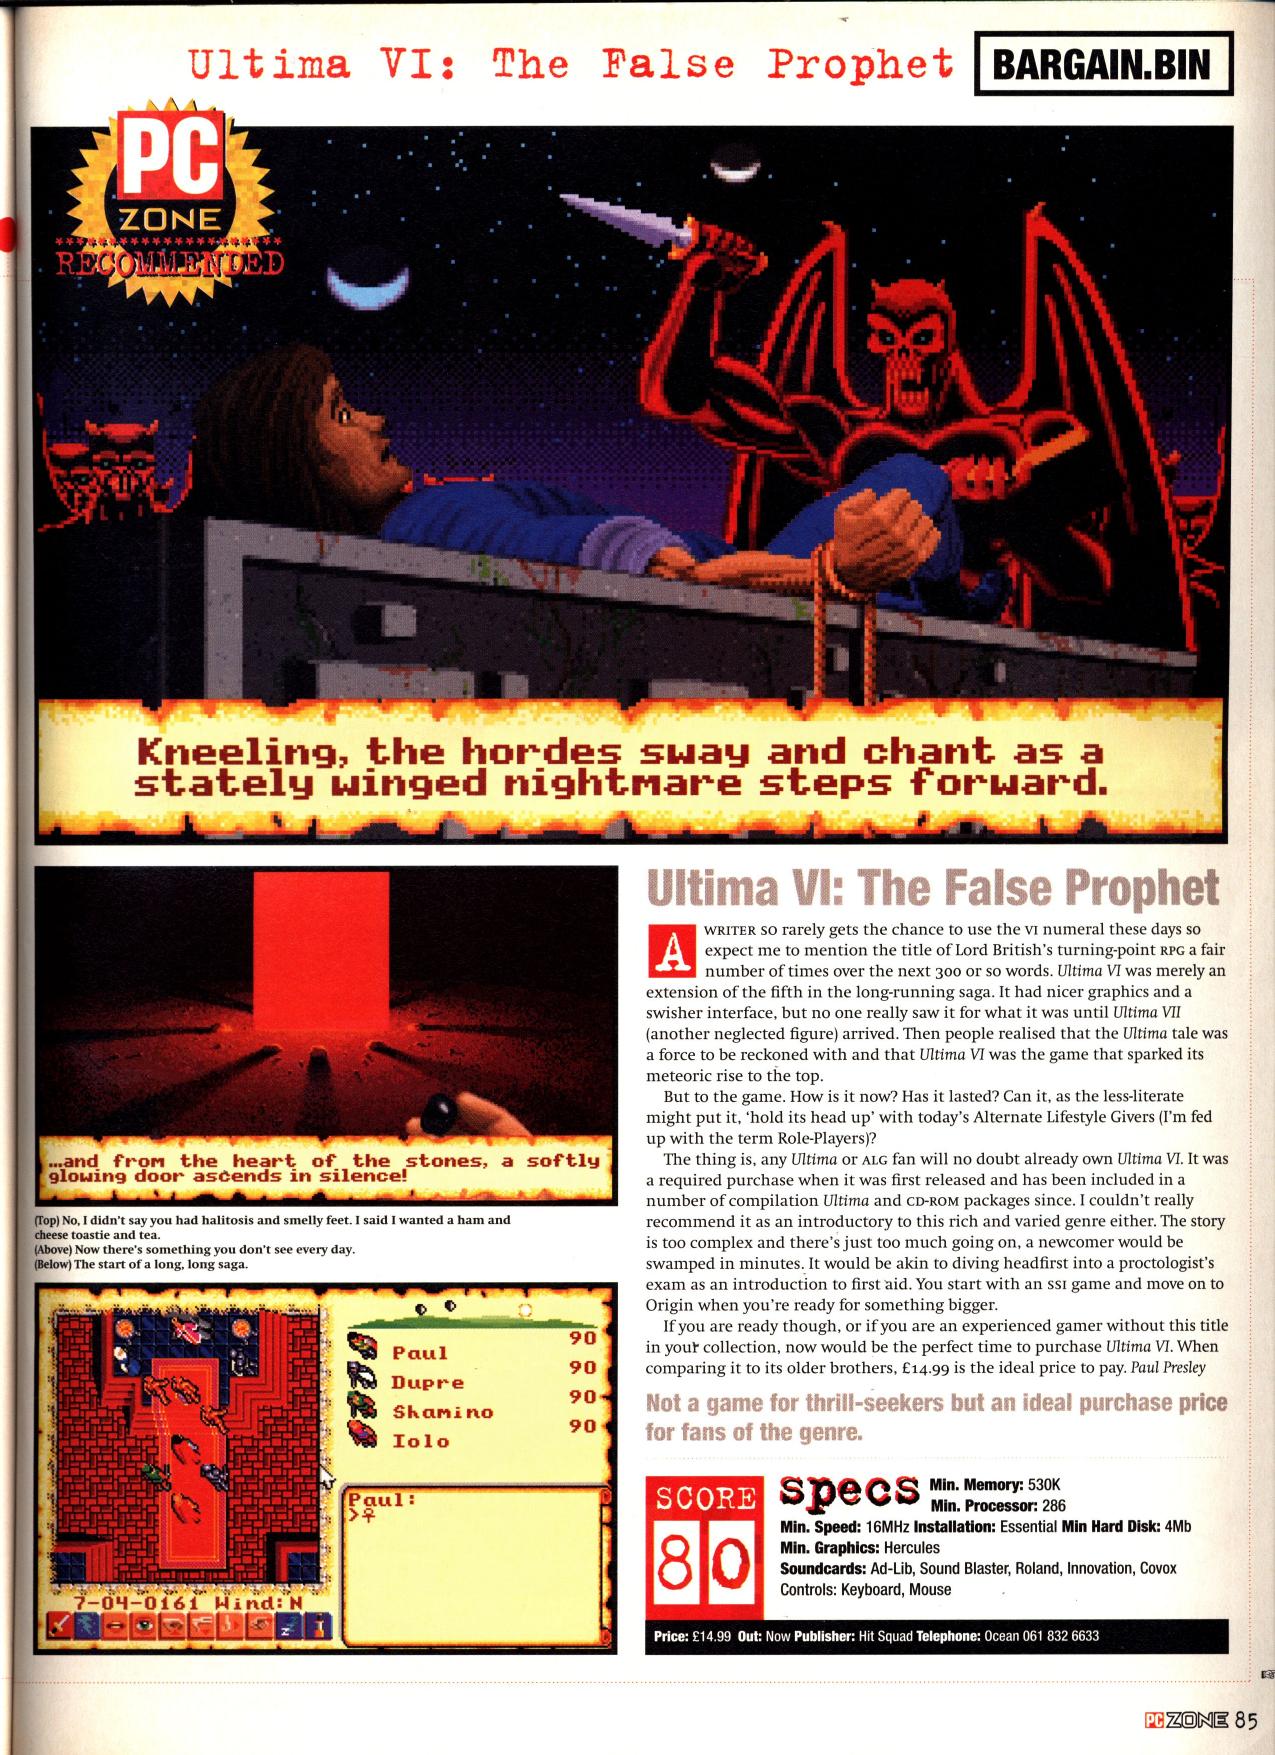 Ultima VI: The False Prophet
BARGAIN.BIN
PC
ZONE
RECOMMENDED
Kneeling, the hordes sway and chant as a
stately winged nightmare steps forward.
...and from the heart of the stones, a softly
glowing door ascends in silence!
(Top) No, I didn't say you had halitosis and smelly feet. I said I wanted a ham and
cheese toastie and tea.
(Above) Now there's something you don't see every day.
(Below) The start of a long, long saga.
90
Paul
90
Dupre
90
Shamino
90
Iolo
Paul:
>
7-04-0161 Wind:N
Ultima VI: The False Prophet
A WRITER SO rarely gets the chance to use the VI numeral these days so
expect me to mention the title of Lord British's turning-point RPG a fair
number of times over the next 300 or so words. Ultima VI was merely an
extension of the fifth in the long-running saga. It had nicer graphics and a
swisher interface, but no one really saw it for what it was until Ultima VII
(another neglected figure) arrived. Then people realised that the Ultima tale was
a force to be reckoned with and that Ultima VI was the game that sparked its
meteoric rise to the top.
But to the game. How is it now? Has it lasted? Can it, as the less-literate
might put it, 'hold its head up' with today's Alternate Lifestyle Givers (I'm fed
up with the term Role-Players)?
The thing is, any Ultima or ALG fan will no doubt already own Ultima VI. It was
a required purchase when it was first released and has been included in a
number of compilation Ultima and CD-ROM packages since. I couldn't really
recommend it as an introductory to this rich and varied genre either. The story
is too complex and there's just too much going on, a newcomer would be
swamped in minutes. It would be akin to diving headfirst into a proctologist's
exam as an introduction to first aid. You start with an SSI game and move on to
Origin when you're ready for something bigger.
If you are ready though, or if you are an experienced gamer without this title
in your collection, now would be the perfect time to purchase Ultima VI. When
comparing it to its older brothers, £14.99 is the ideal price to pay. Paul Presley
Not a game for thrill-seekers but an ideal purchase price
for fans of the genre.
SCORE
80
specs
Min. Memory: 530K
Min. Processor: 286
Min. Speed: 16MHz Installation: Essential Min Hard Disk: 4Mb
Min. Graphics: Hercules
Soundcards: Ad-Lib, Sound Blaster, Roland, Innovation, Covox
Controls: Keyboard, Mouse
Price: £14.99 Out: Now Publisher: Hit Squad Telephone: Ocean 061 832 6633
PC ZONE 85